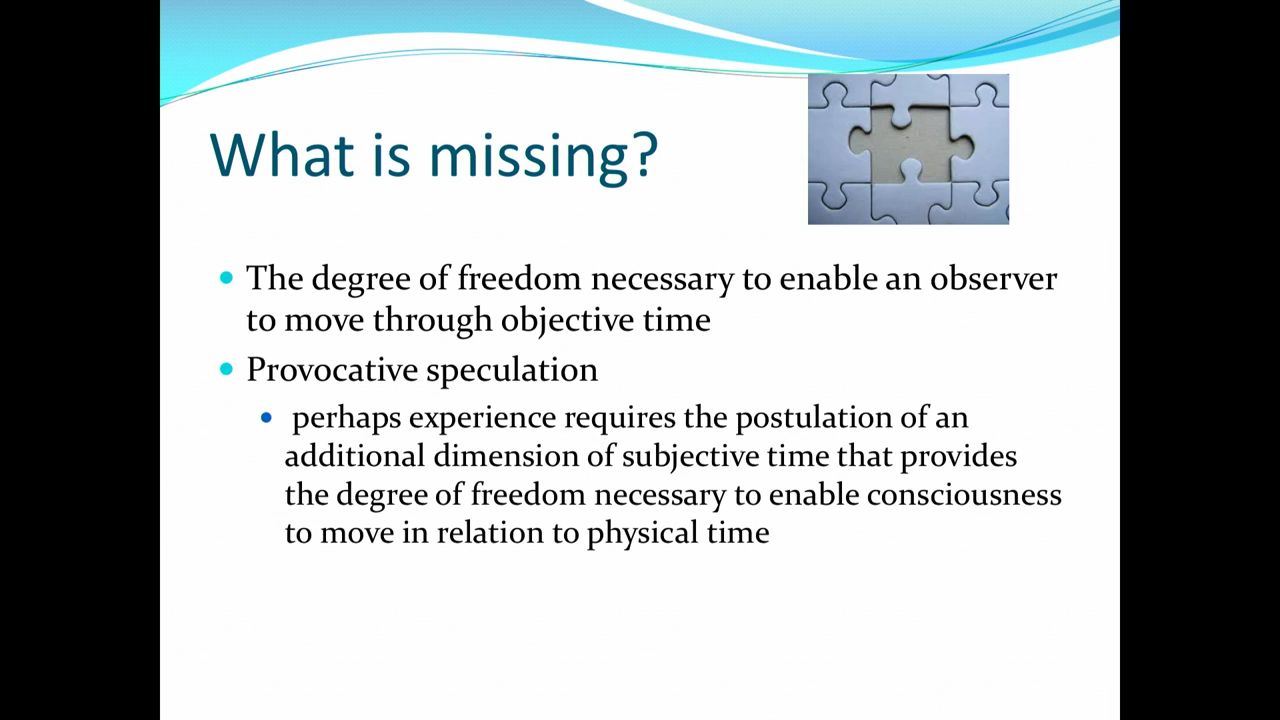 What is missing?
• The degree of freedom necessary to enable an observer
to move through objective time
• Provocative speculation
• perhaps experience requires the postulation of an
additional dimension of subjective time that provides
the degree of freedom necessary to enable consciousness
to move in relation to physical time